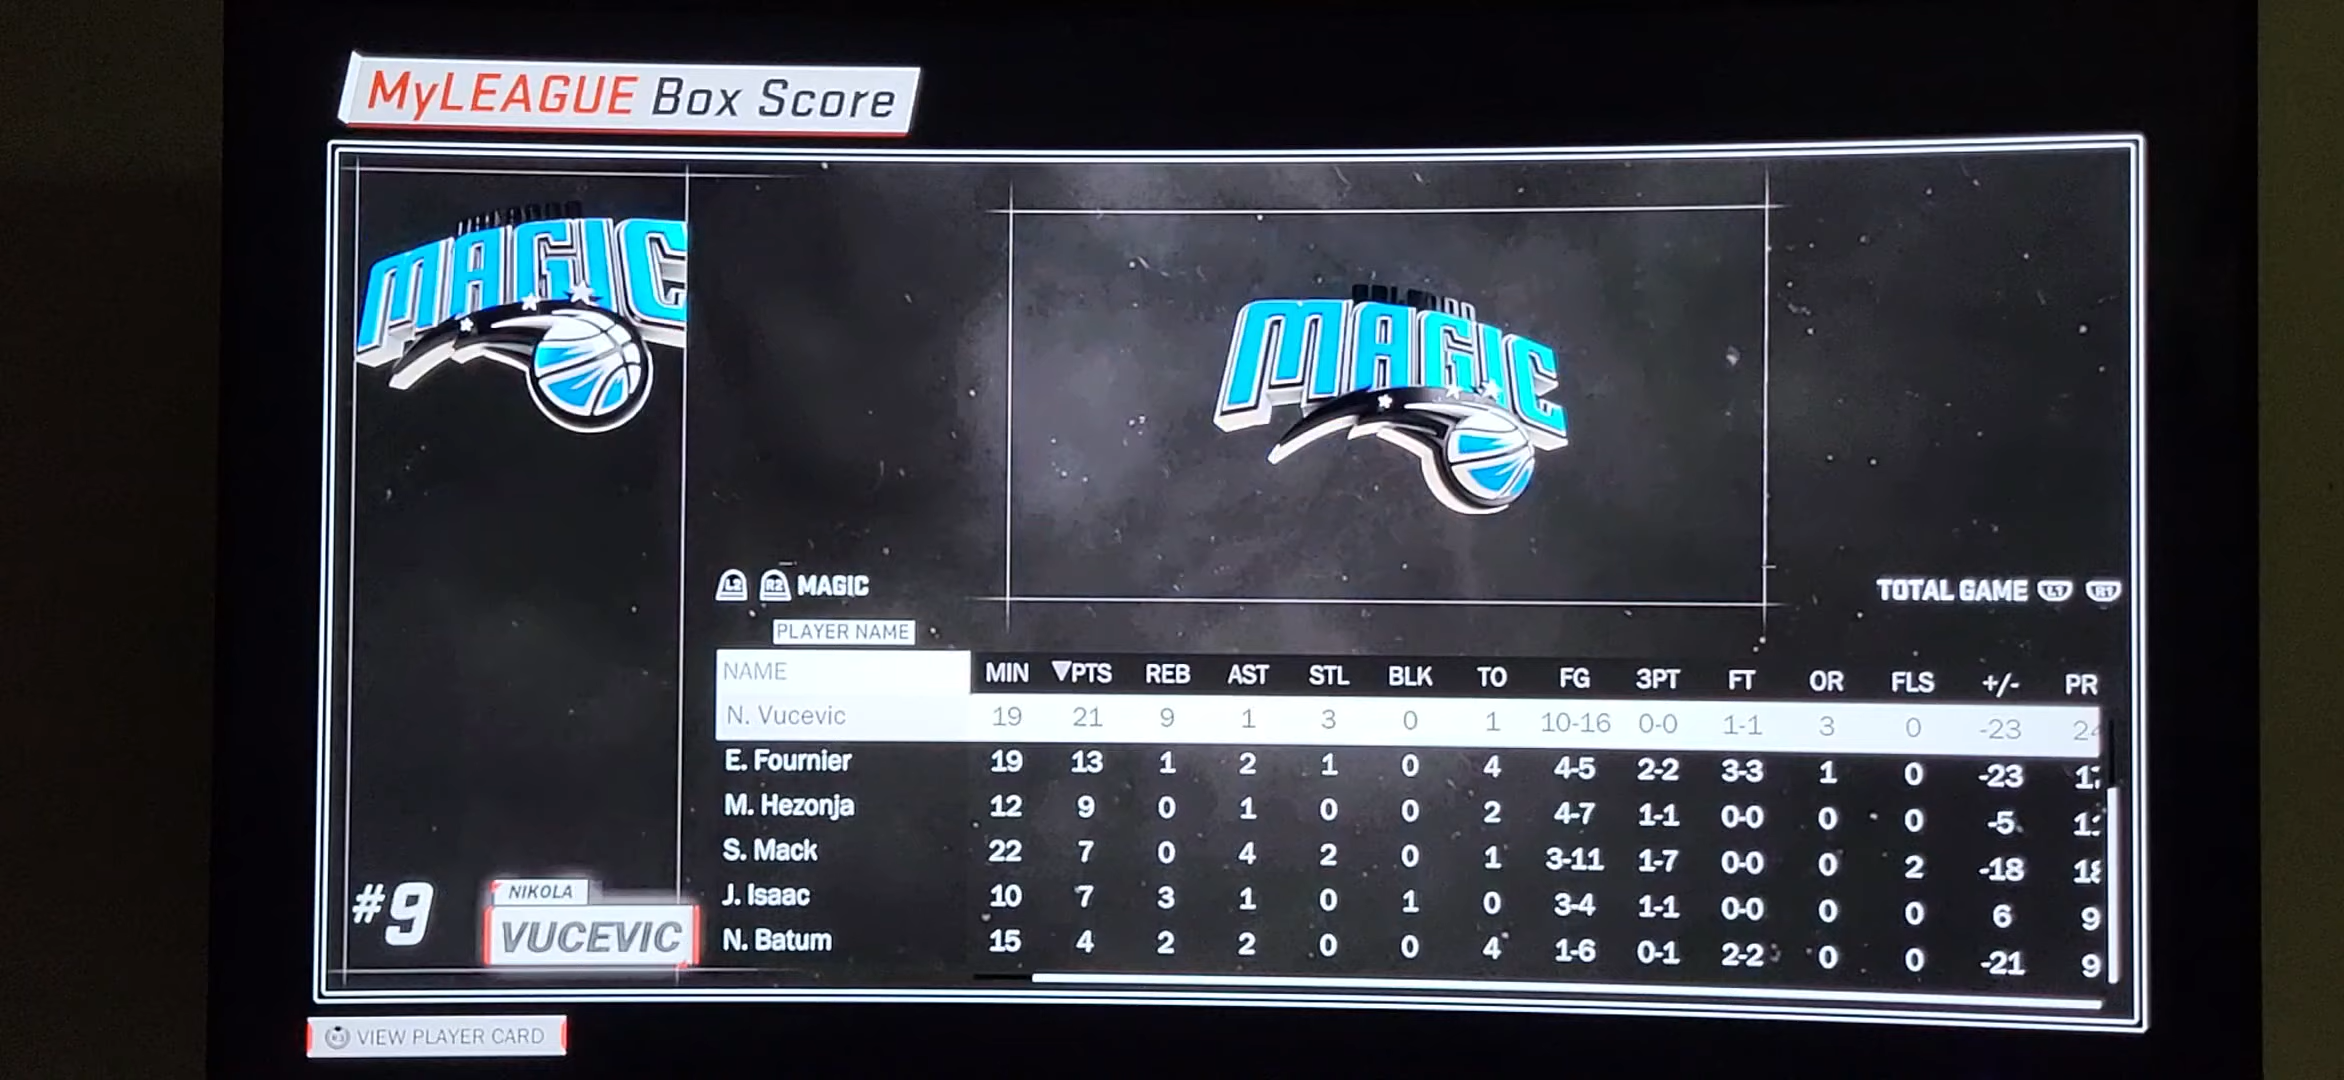 MyLEAGUE Box Score
MAGIC
MAGIC
L2 R2 MAGIC
TOTAL GAME L1 R1
PLAYER NAME
NAME MIN PTS REB AST STL BLK TO FG 3PT FT OR FLS +/- PR
N. Vucevic 19 21 9 1 3 0 1 10-16 0-0 1-1 3 0 -23
E. Fournier 19 13 1 2 1 0 4 4-5 2-2 3-3 1 0 -23
M. Hezonja 12 9 0 1 0 0 2 4-7 1-1 0-0 0 0 -5
S. Mack 22 7 0 4 2 0 1 3-11 1-7 0-0 0 2 -18
J. Isaac 10 7 3 1 0 1 0 3-4 1-1 0-0 0 0 6 9
N. Batum 15 4 2 2 0 0 4 1-6 0-1 2-2 0 0 -21 9
#9
NIKOLA
VUCEVIC
R3 VIEW PLAYER CARD